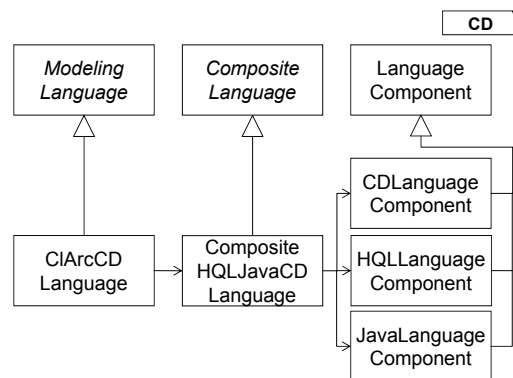 CD
Modeling
Language
Composite
Language
Language
Component
CDLanguage
Component
ClArcCD
Language
Composite
HQLJavaCD
Language
HQLLanguage
Component
JavaLanguage
Component